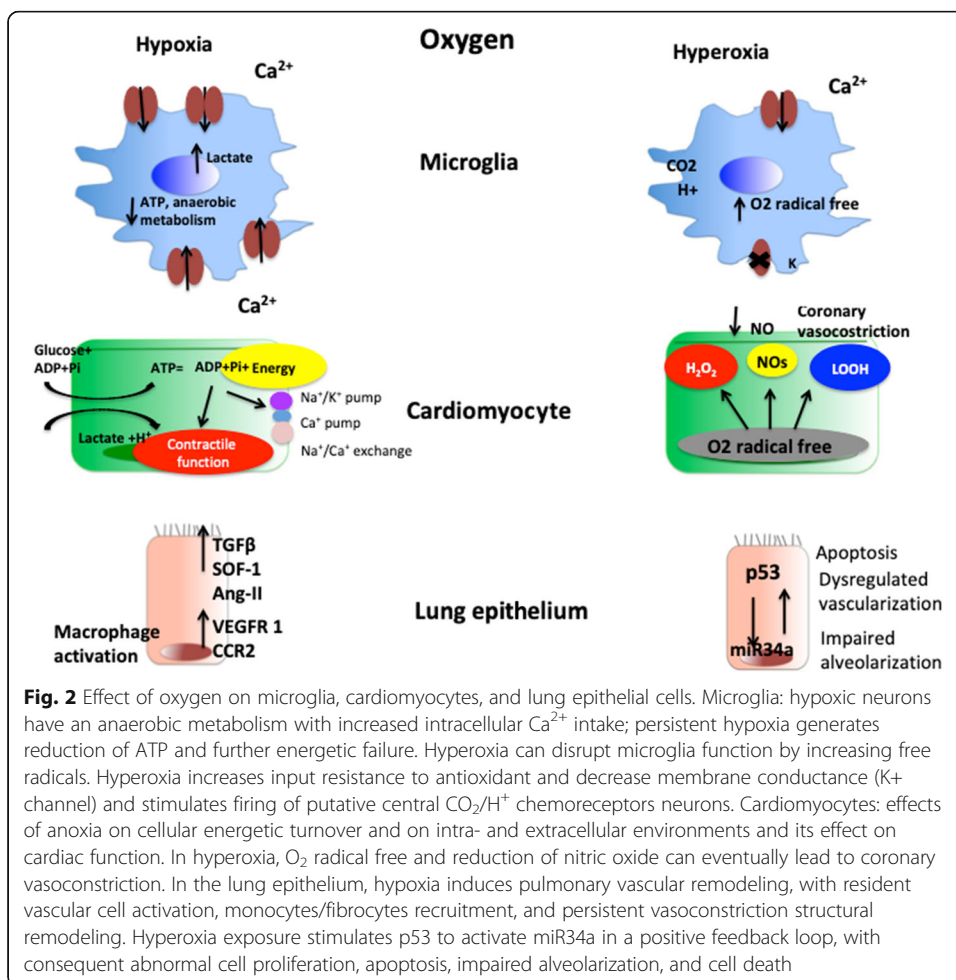 Oxygen
Hypoxia
Ca2+
Lactate
ATP, anaerobic
metabolism
Ca2+
Microglia
Hyperoxia
Ca2+
CO2
H+
O2 radical free
K
Glucose+
ADP+Pi
ATP=
ADP+Pi+ Energy
Na+/K+ pump
Ca+ pump
Na+/Ca+ exchange
Lactate +H+
Contractile
function
Cardiomyocyte
NO
Coronary
vasocostriction
H2O2
NOs
LOOH
O2 radical free
TGFβ
SOF-1
Ang-II
VEGFR 1
CCR2
Macrophage
activation
Lung epithelium
p53
miR34a
Apoptosis
Dysregulated
vascularization
Impaired
alveolarization
Fig. 2 Effect of oxygen on microglia, cardiomyocytes, and lung epithelial cells. Microglia: hypoxic neurons
have an anaerobic metabolism with increased intracellular Ca2+ intake; persistent hypoxia generates
reduction of ATP and further energetic failure. Hyperoxia can disrupt microglia function by increasing free
radicals. Hyperoxia increases input resistance to antioxidant and decrease membrane conductance (K+
channel) and stimulates firing of putative central CO2/H+ chemoreceptors neurons. Cardiomyocytes: effects
of anoxia on cellular energetic turnover and on intra- and extracellular environments and its effect on
cardiac function. In hyperoxia, O2 radical free and reduction of nitric oxide can eventually lead to coronary
vasoconstriction. In the lung epithelium, hypoxia induces pulmonary vascular remodeling, with resident
vascular cell activation, monocytes/fibrocytes recruitment, and persistent vasoconstriction structural
remodeling. Hyperoxia exposure stimulates p53 to activate miR34a in a positive feedback loop, with
consequent abnormal cell proliferation, apoptosis, impaired alveolarization, and cell death